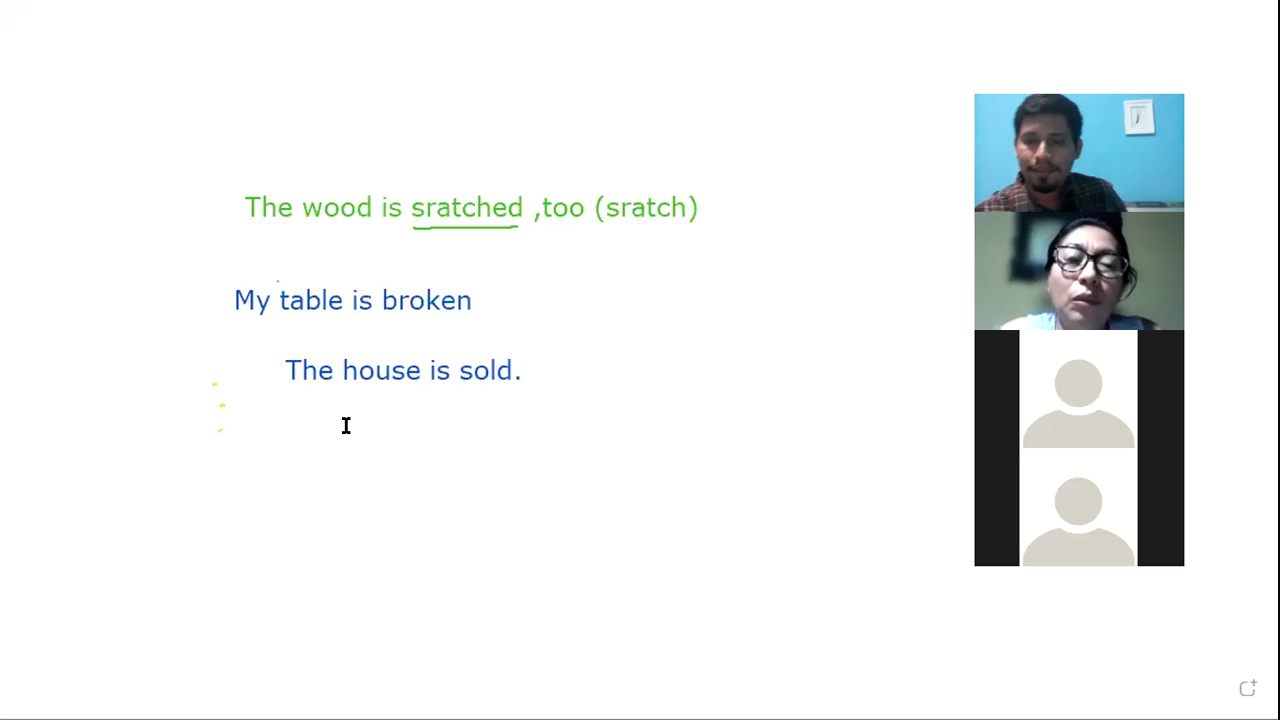 The wood is sratched ,too (sratch)
My table is broken
The house is sold.